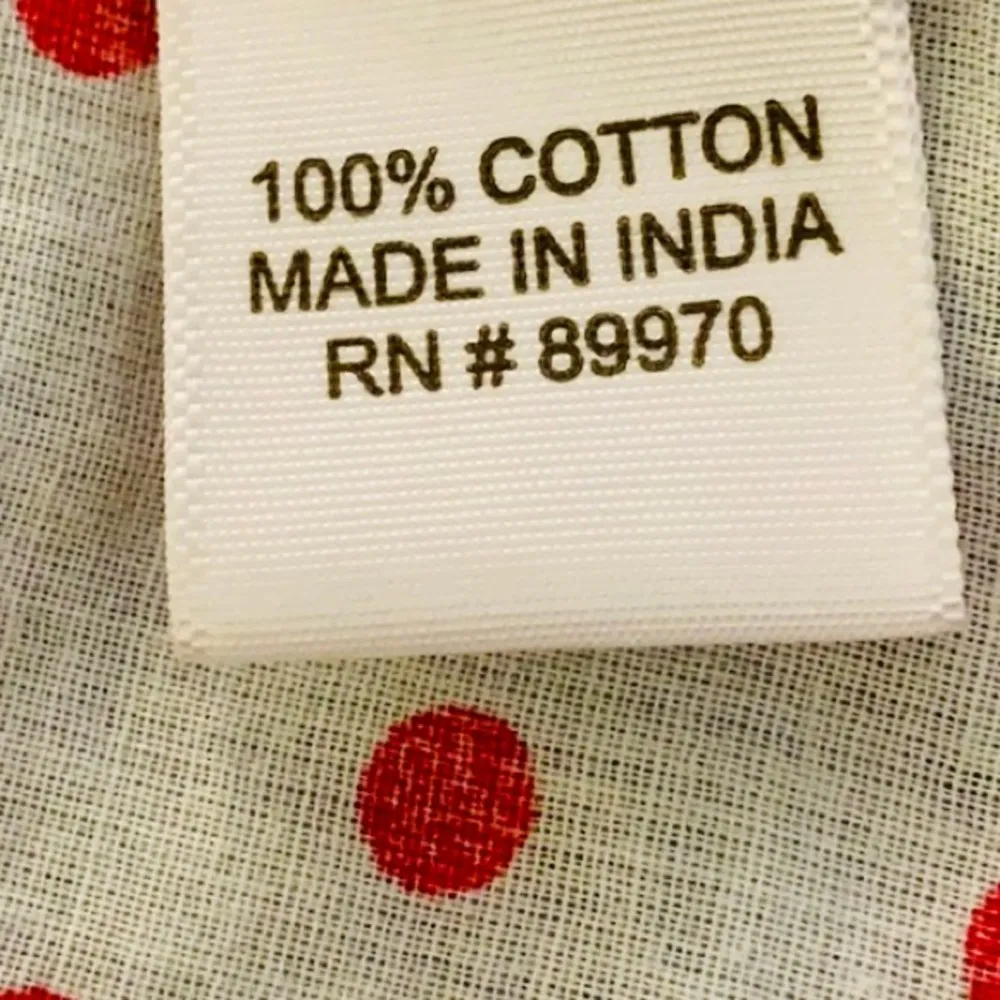 100% COTTON
MADE IN INDIA
RN # 89970